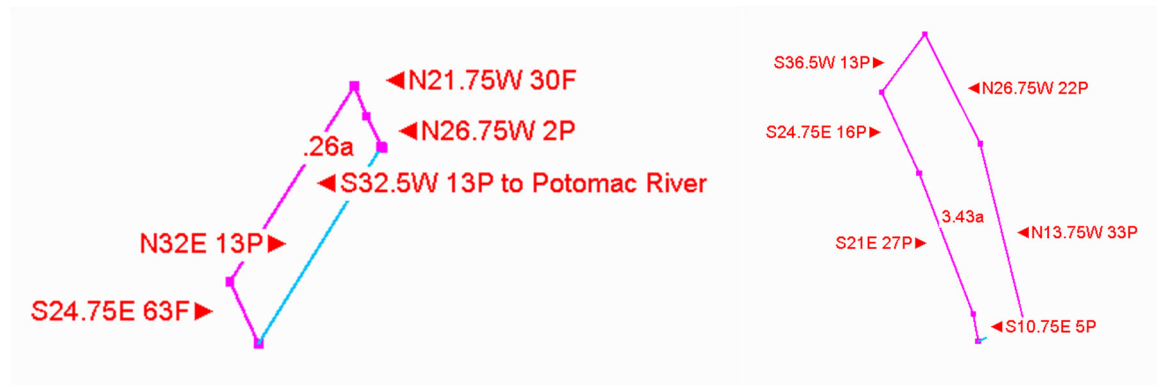 ◄N21.75W 30F
◄N26.75W 2P
.26a
◄S32.5W 13P to Potomac River
N32E 13P►
S24.75E 63F►
S36.5W 13P►
◄N26.75W 22P
S24.75E 16P►
3.43a
◄N13.75W 33P
S21E 27P►
◄S10.75E 5P